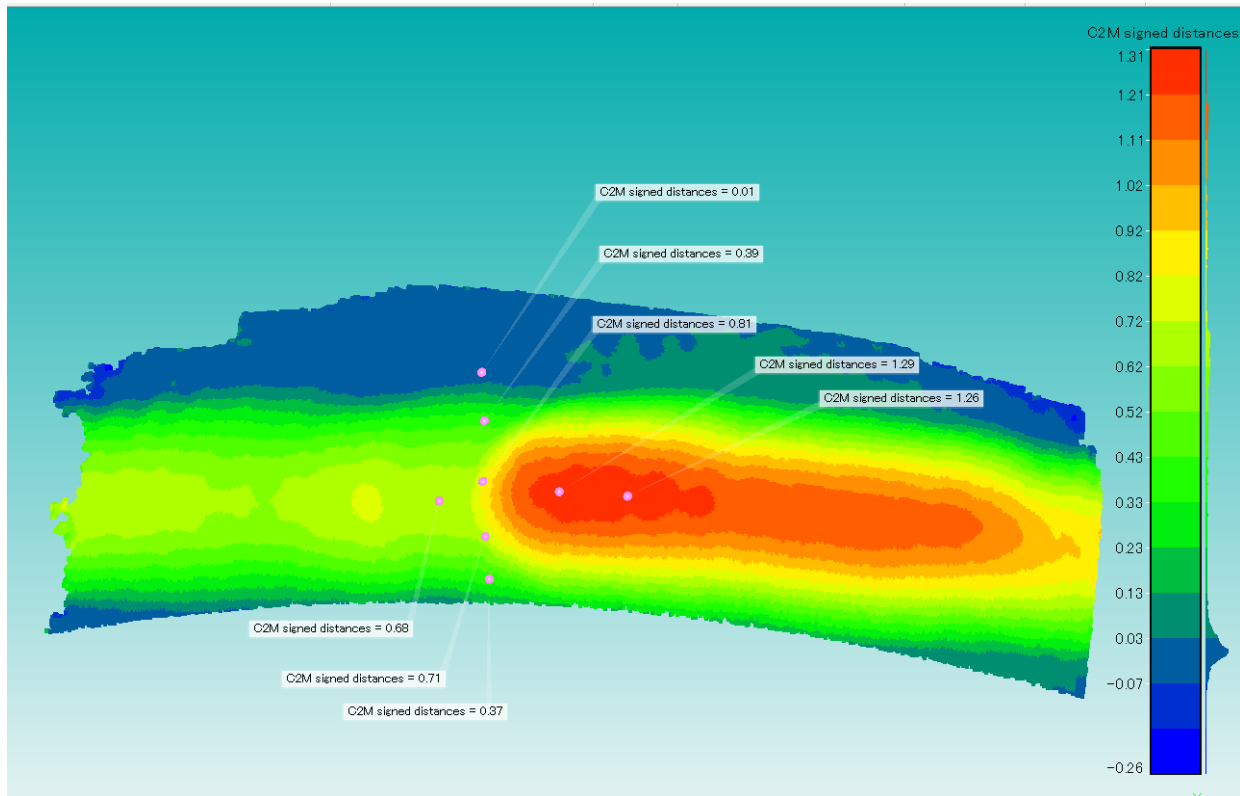 C2M signed distances
1.31
1.21
1.11
1.02
0.92
0.82
0.72
0.62
0.52
0.43
0.33
0.23
0.13
0.03
-0.07
-0.26
C2M signed distances = 0.01
C2M signed distances = 0.39
C2M signed distances = 0.81
C2M signed distances = 1.29
C2M signed distances = 1.26
C2M signed distances = 0.68
C2M signed distances = 0.71
C2M signed distances = 0.37